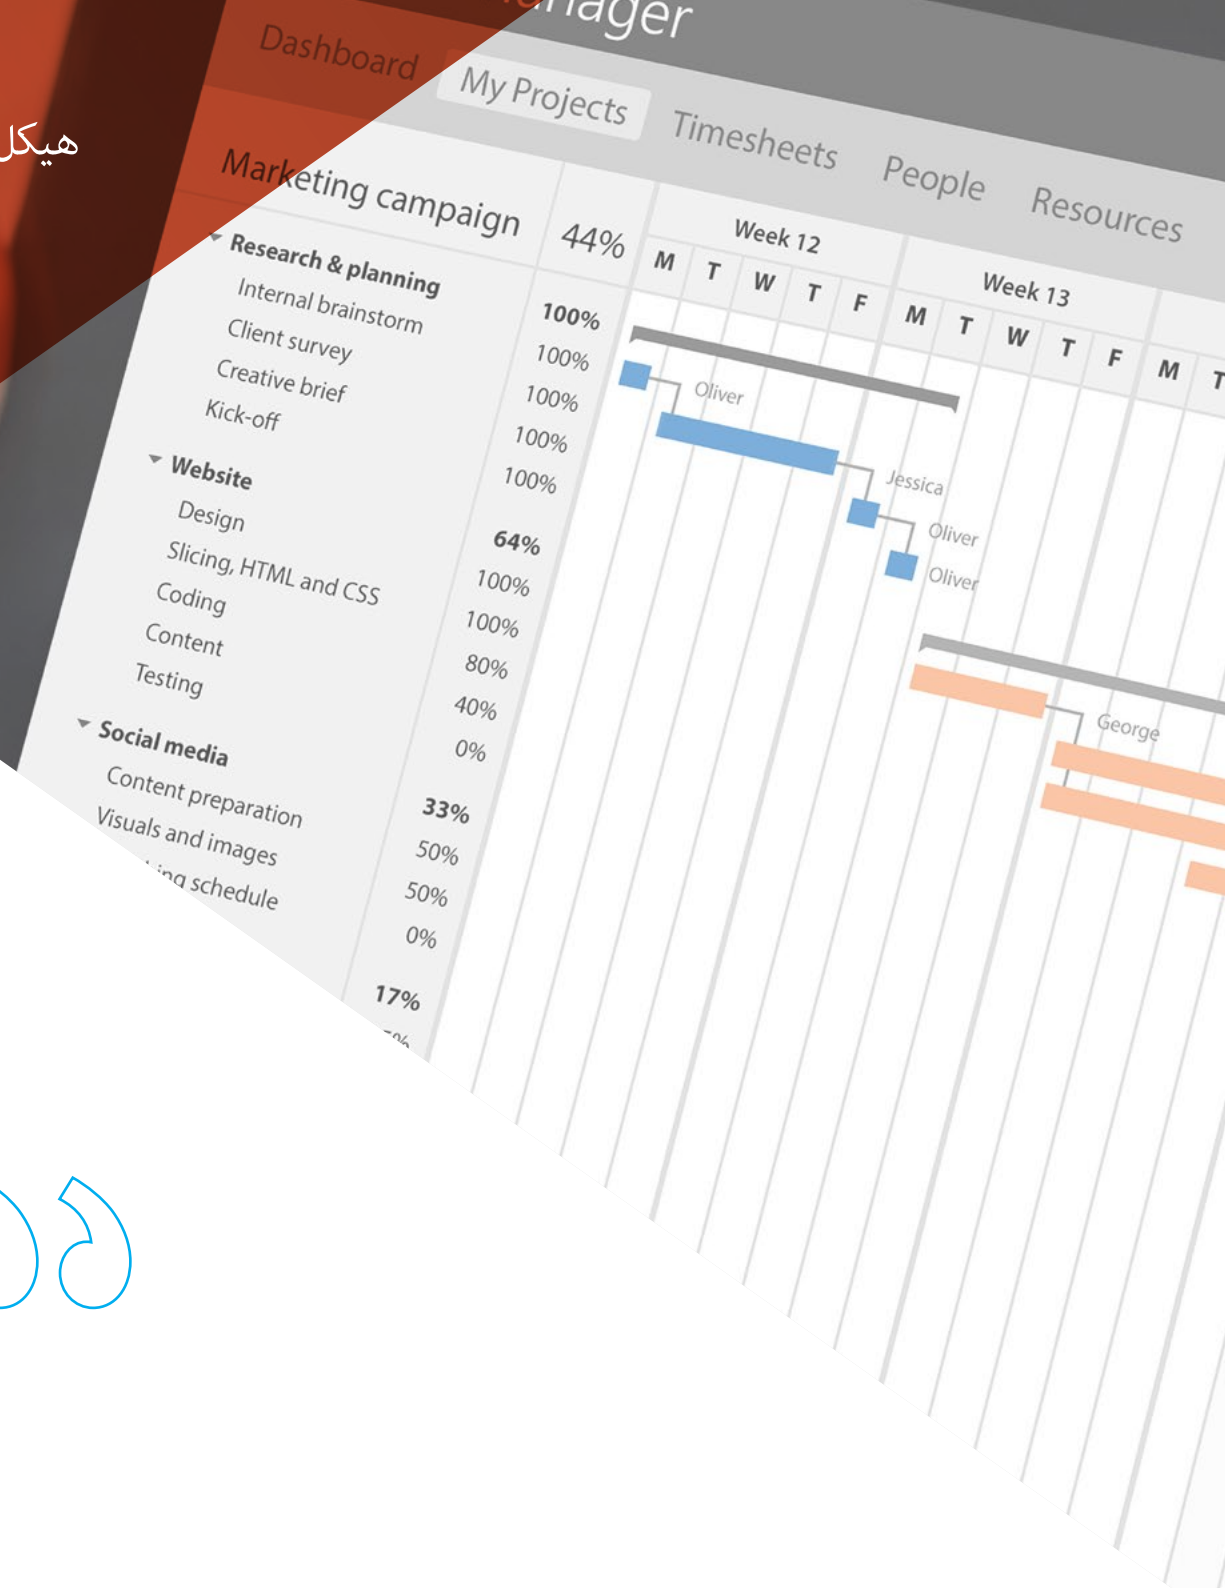 هيكل
Dashboard My Projects Timesheets People Resources
Marketing campaign 44%
Week 12 Week 13
M T W T F M T W T F M T
Research & planning 100%
Internal brainstorm 100%
Client survey 100%
Creative brief 100%
Kick-off 100%
Website 64%
Design 100%
Slicing, HTML and CSS 100%
Coding 80%
Content 40%
Testing 0%
Social media 33%
Content preparation 50%
Visuals and images 50%
schedule 0%
17%
Oliver
Jessica
Oliver
Oliver
George